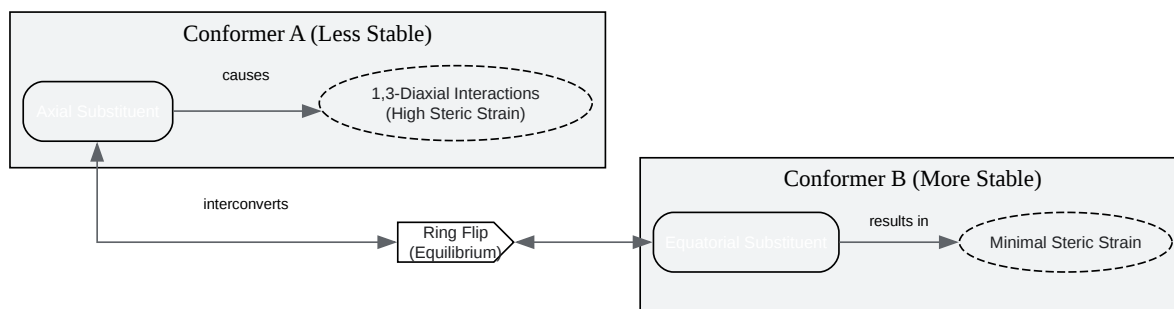 Conformer A (Less Stable)
causes
Axial Substituent
1,3-Diaxial Interactions
(High Steric Strain)
interconverts
Ring Flip
(Equilibrium)
Conformer B (More Stable)
Equatorial Substituent
results in
Minimal Steric Strain